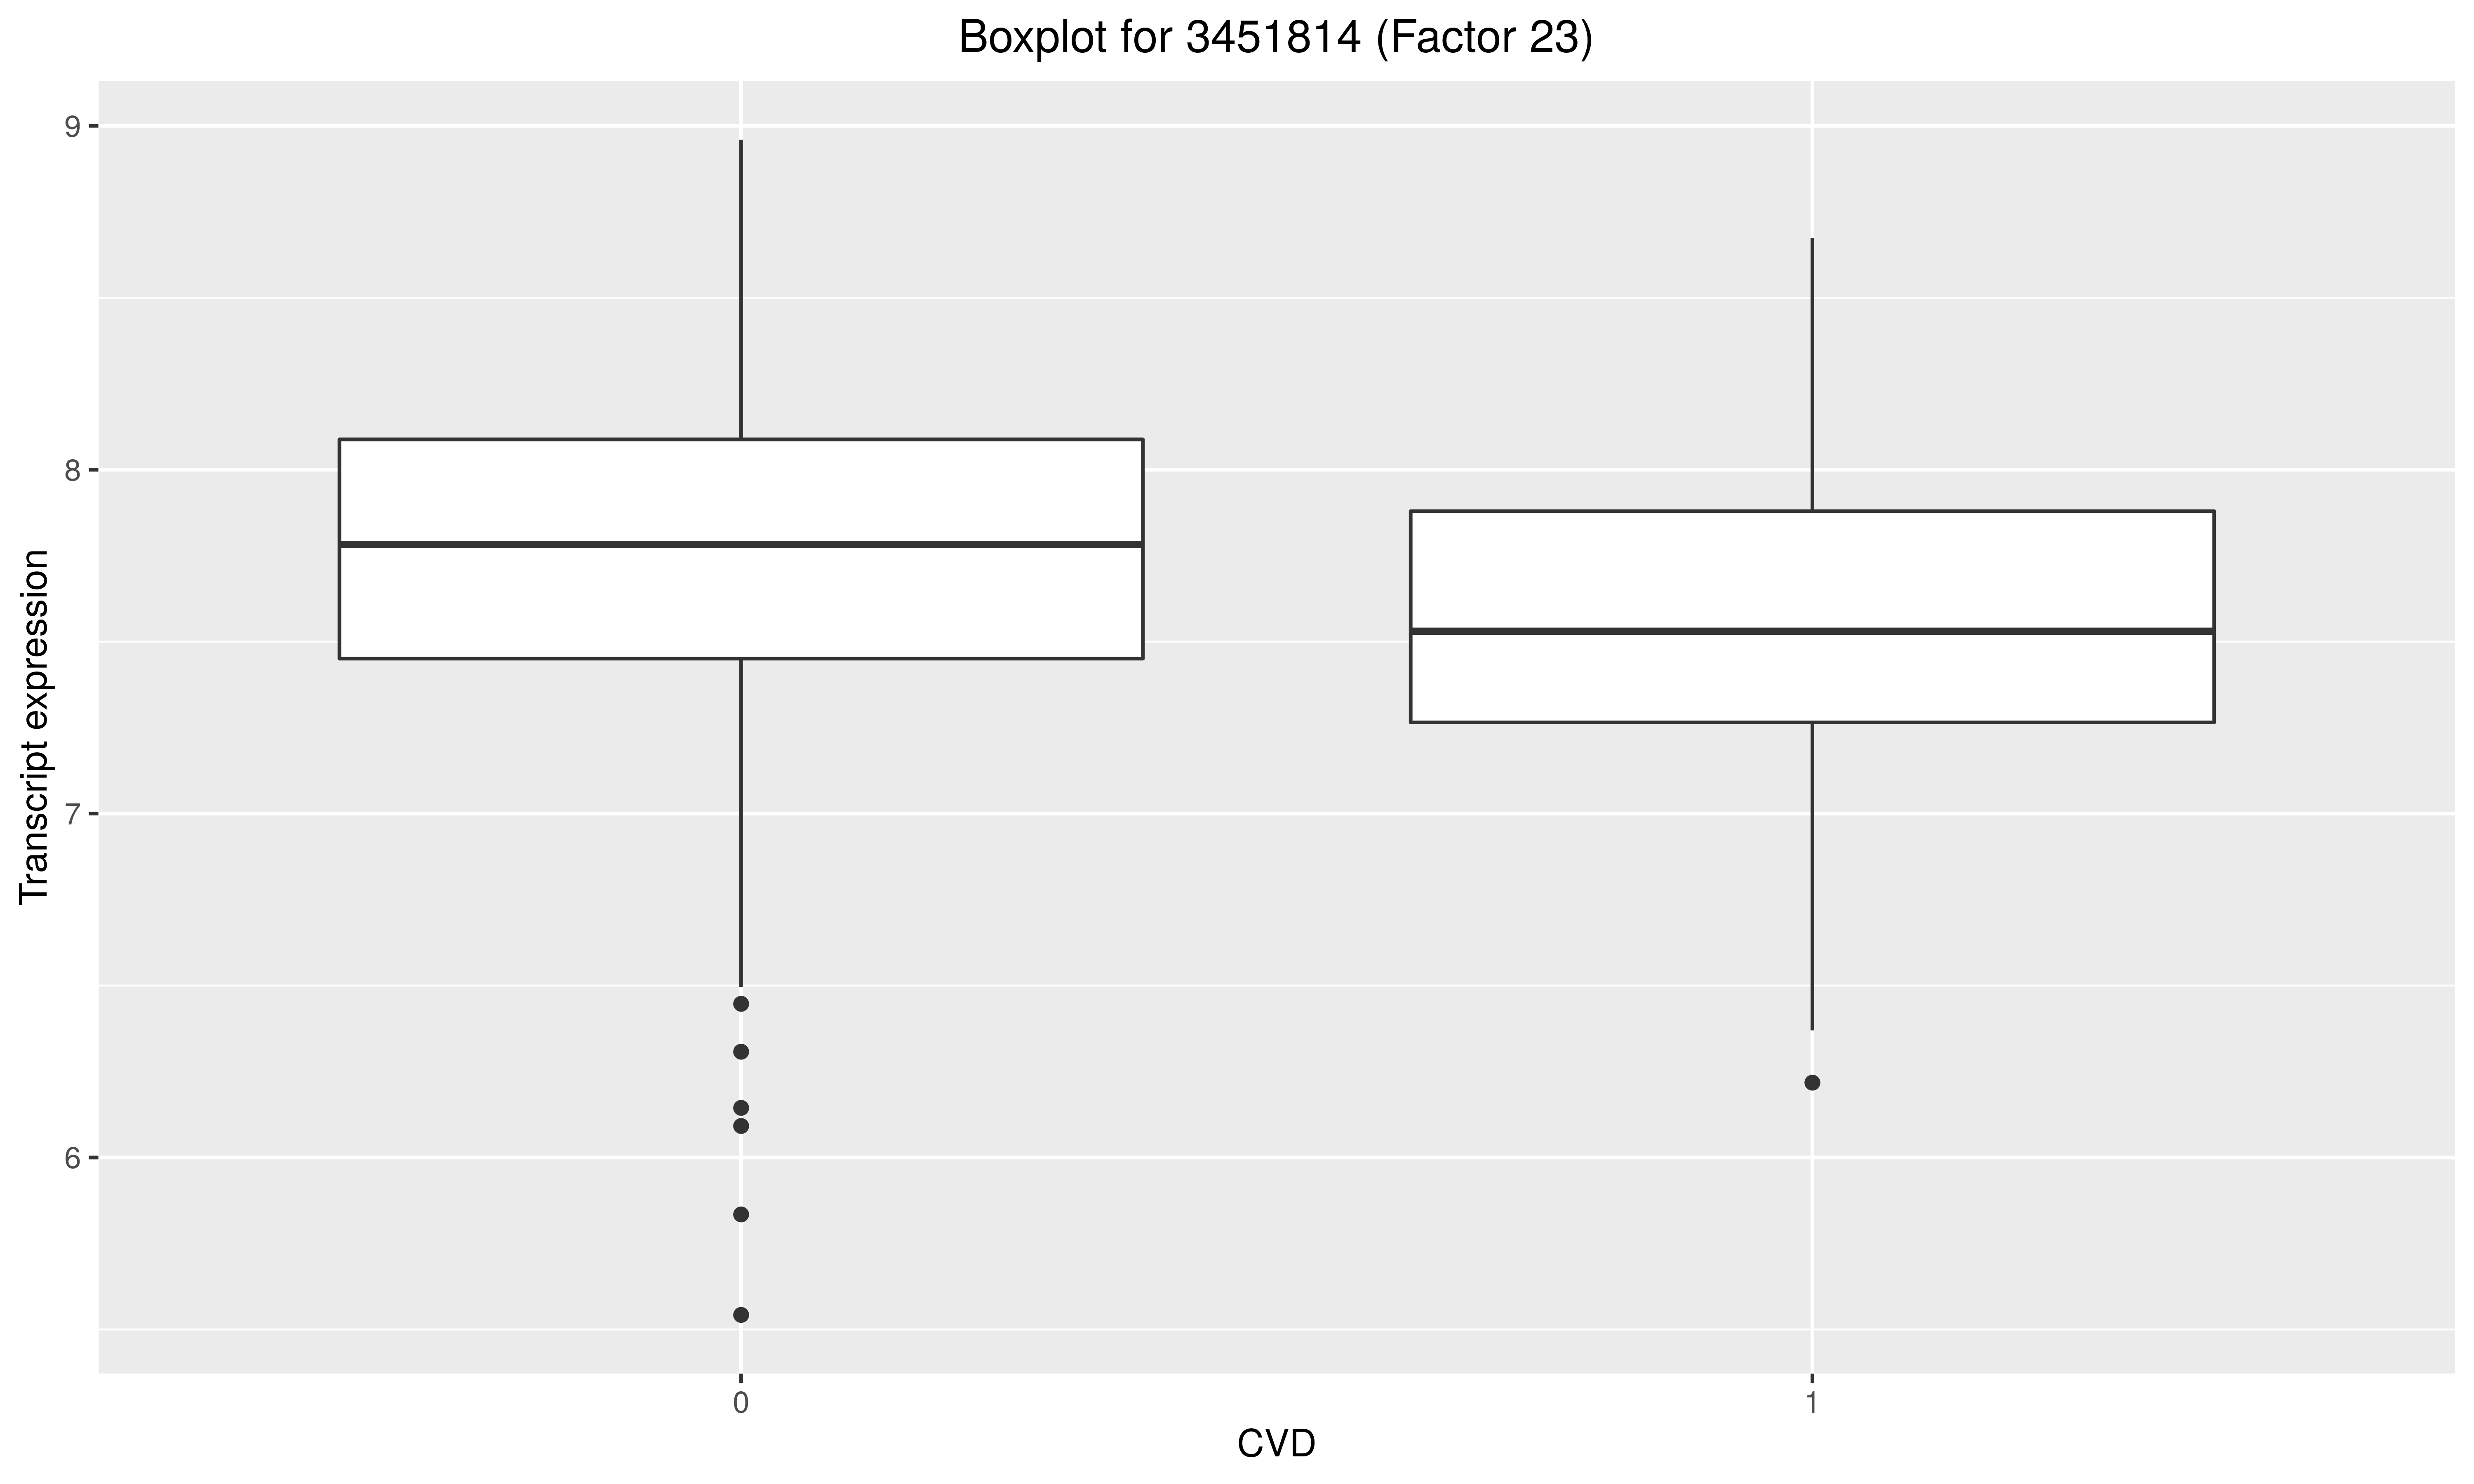 Boxplot for 3451814 (Factor 23)
Transcript expression
9
8
7
6
0
1
CVD